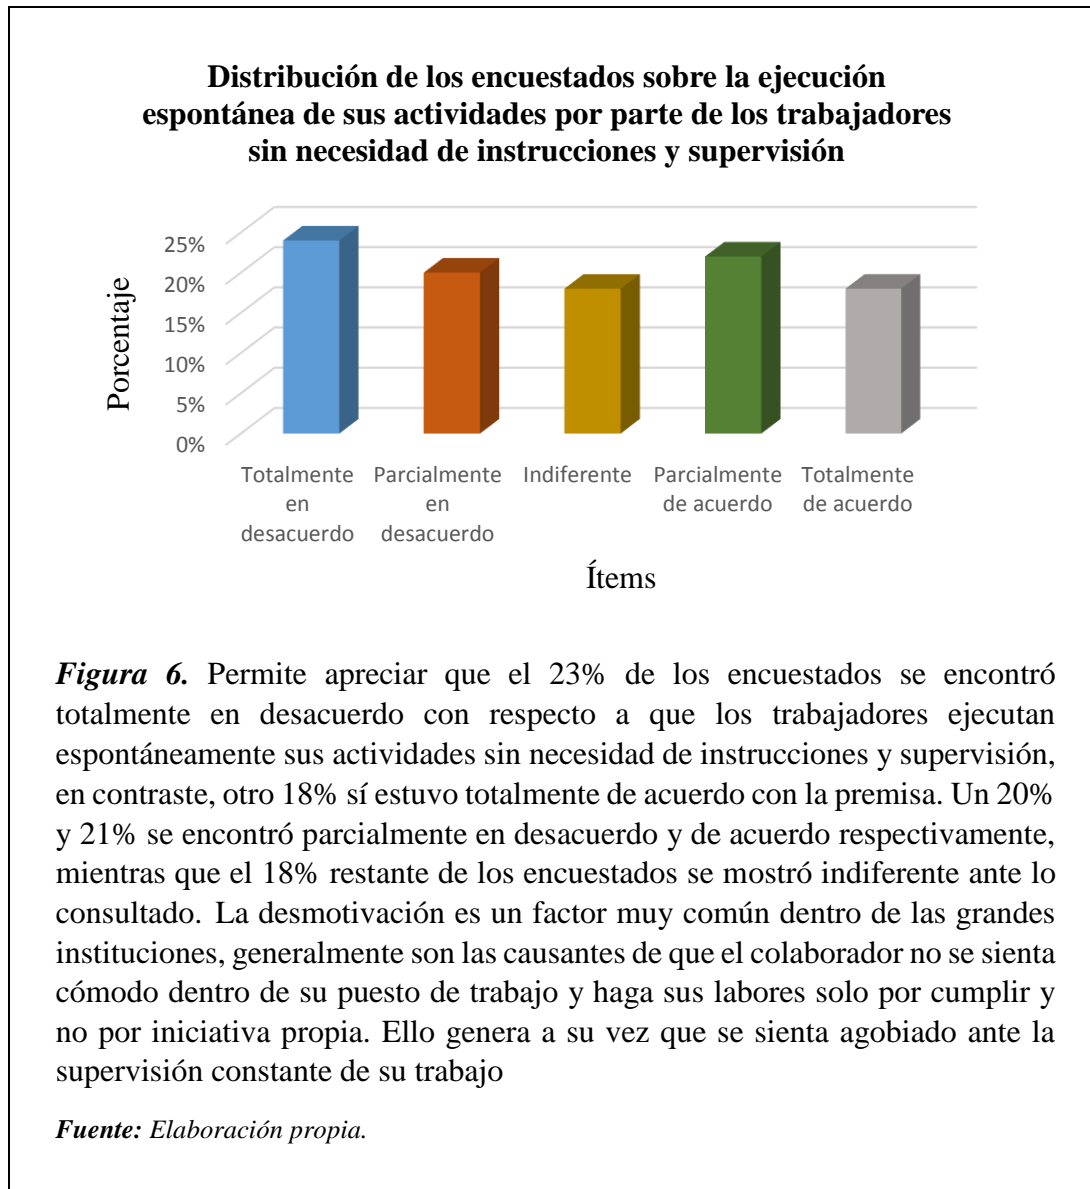 Distribución de los encuestados sobre la ejecución
espontánea de sus actividades por parte de los trabajadores
sin necesidad de instrucciones y supervisión
Porcentaje
25%
20%
15%
10%
5%
0%
Totalmente en desacuerdo
Parcialmente en desacuerdo
Indiferente
Parcialmente de acuerdo
Totalmente de acuerdo
Ítems
Figura 6. Permite apreciar que el 23% de los encuestados se encontró
totalmente en desacuerdo con respecto a que los trabajadores ejecutan
espontáneamente sus actividades sin necesidad de instrucciones y supervisión,
en contraste, otro 18% sí estuvo totalmente de acuerdo con la premisa. Un 20%
y 21% se encontró parcialmente en desacuerdo y de acuerdo respectivamente,
mientras que el 18% restante de los encuestados se mostró indiferente ante lo
consultado. La desmotivación es un factor muy común dentro de las grandes
instituciones, generalmente son las causantes de que el colaborador no se sienta
cómodo dentro de su puesto de trabajo y haga sus labores solo por cumplir y
no por iniciativa propia. Ello genera a su vez que se sienta agobiado ante la
supervisión constante de su trabajo
Fuente: Elaboración propia.